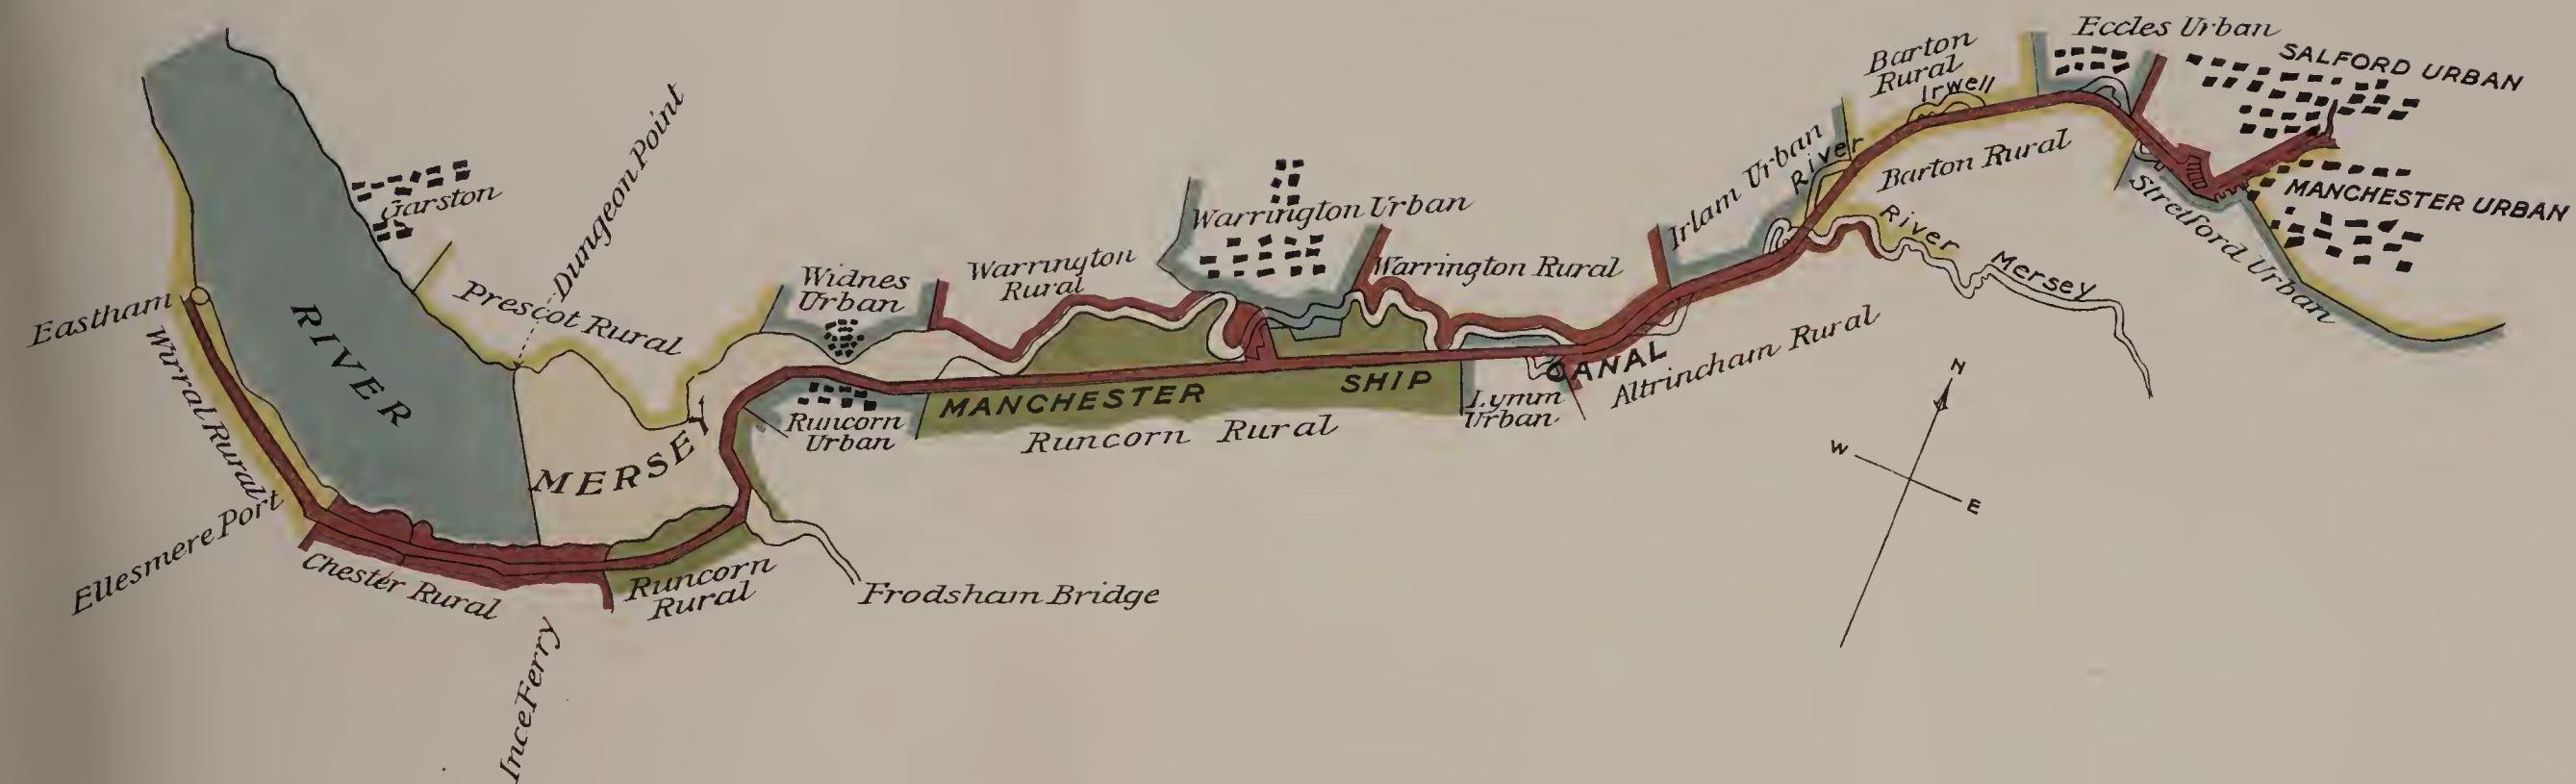 Eccles Urban
SALFORD URBAN
Barton
Rural
Irwell
MANCHESTER URBAN
Stretford Urban
Barton Rural
Irlam Urban
River
River Mersey
Garston
Dungeon Point
Warrington Urban
Widnes
Urban
Warrington
Rural
Warrington Rural
Prescot Rural
Eastham
RIVER
MERSEY
Wirral Rural
Ellesmere Port
Chester Rural
Runcorn
Urban
MANCHESTER SHIP CANAL
Runcorn Rural
Lymm
Urban
Altrincham Rural
Runcorn
Rural
Frodsham Bridge
Ince Ferry
N
W
E